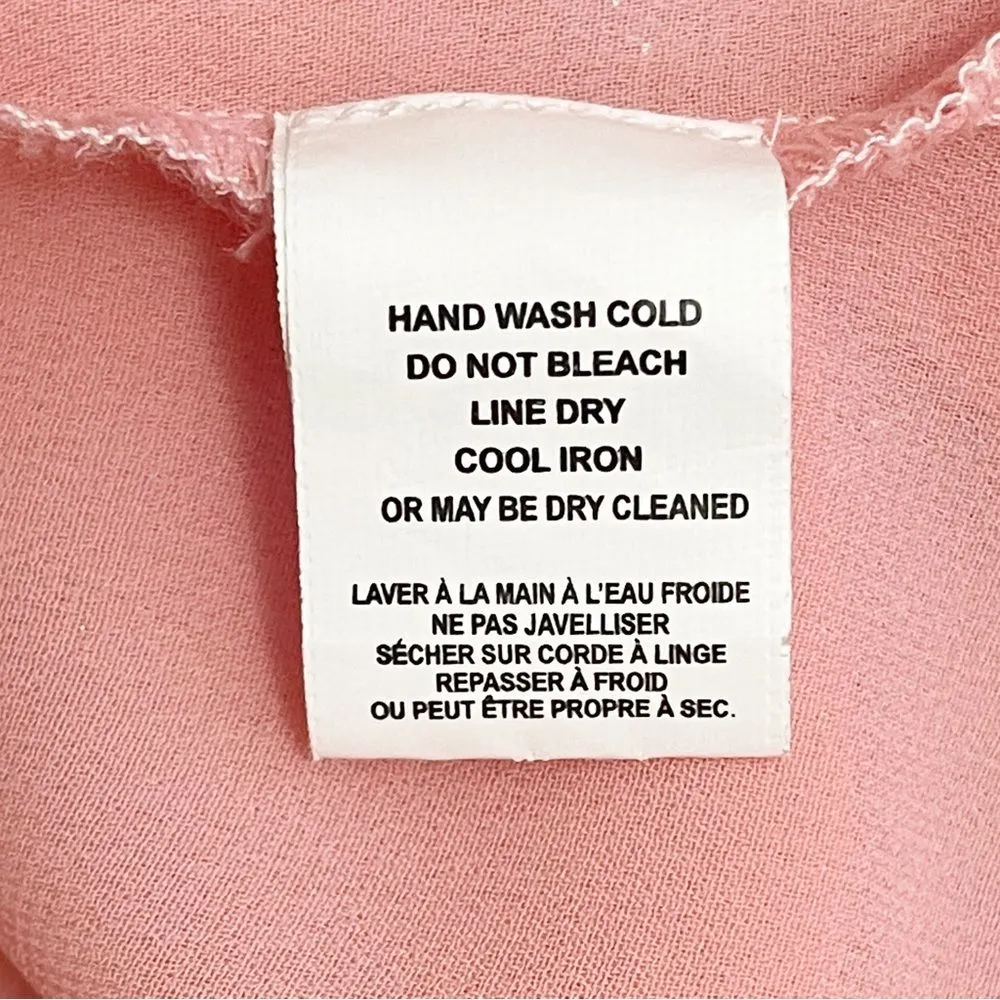 HAND WASH COLD
DO NOT BLEACH
LINE DRY
COOL IRON
OR MAY BE DRY CLEANED
LAVER À LA MAIN À L'EAU FROIDE
NE PAS JAVELLISER
SÉCHER SUR CORDE À LINGE
REPASSER À FROID
OU PEUT ÊTRE PROPRE À SEC.